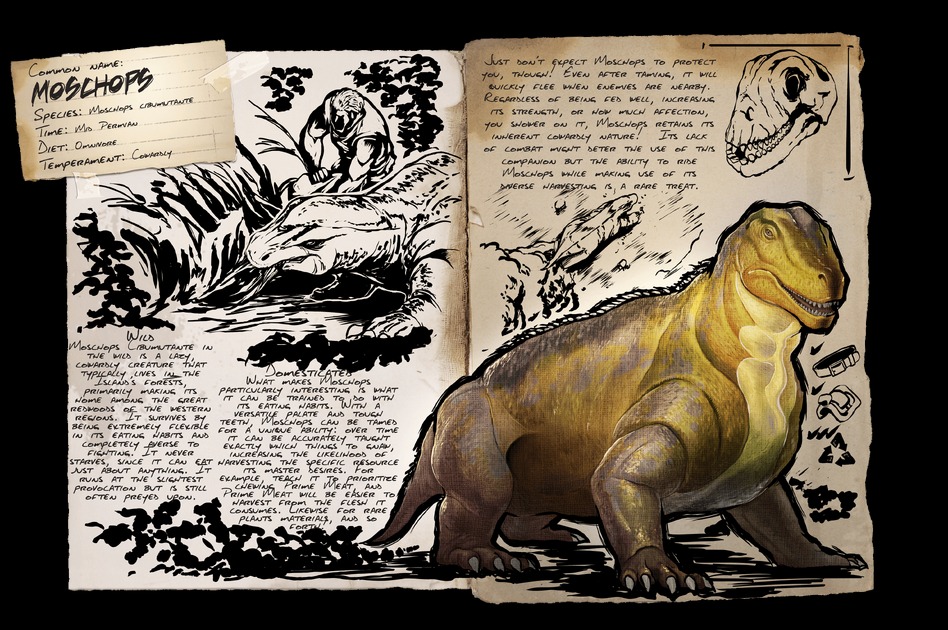 Common name:
Moschops
Species: Moschops cibumutante
Time: Mid Permian
Diet: Omnivore
Temperament: Cowardly
Wild
Moschops Cibumutante in
the wild is a lazy,
cowardly creature that
typically lives in the
Island's forests,
primarily making its
home among the great
redwoods of the western
regions. It survives by
being extremely flexible
in its eating habits and
completely averse to
fighting. It never
starves, since it can eat
just about anything. It
runs at the slightest
provocation but is still
often preyed upon.
Domesticated
What makes Moschops
particularly interesting is what
it can be trained to do with
its eating habits. With a
versatile palate and tough
teeth, Moschops can be tamed
for a unique ability: over time
it can be accurately taught
exactly which things to gnaw,
increasing the likelihood of
harvesting the specific resource
its master desires. For
example, teach it to prioritize
chewing Prime Meat, and
Prime Meat will be easier to
harvest from the flesh it
consumes. Likewise for rare
plants materials, and so
forth.
Just don't expect Moschops to protect
you, though! Even after taming, it will
quickly flee when enemies are nearby.
Regardless of being fed well, increasing
its strength, or how much affection,
you shower on it, Moschops retains its
inherent cowardly nature! Its lack
of combat might deter the use of this
companion but the ability to ride
Moschops while making use of its
diverse harvesting is, a rare treat.